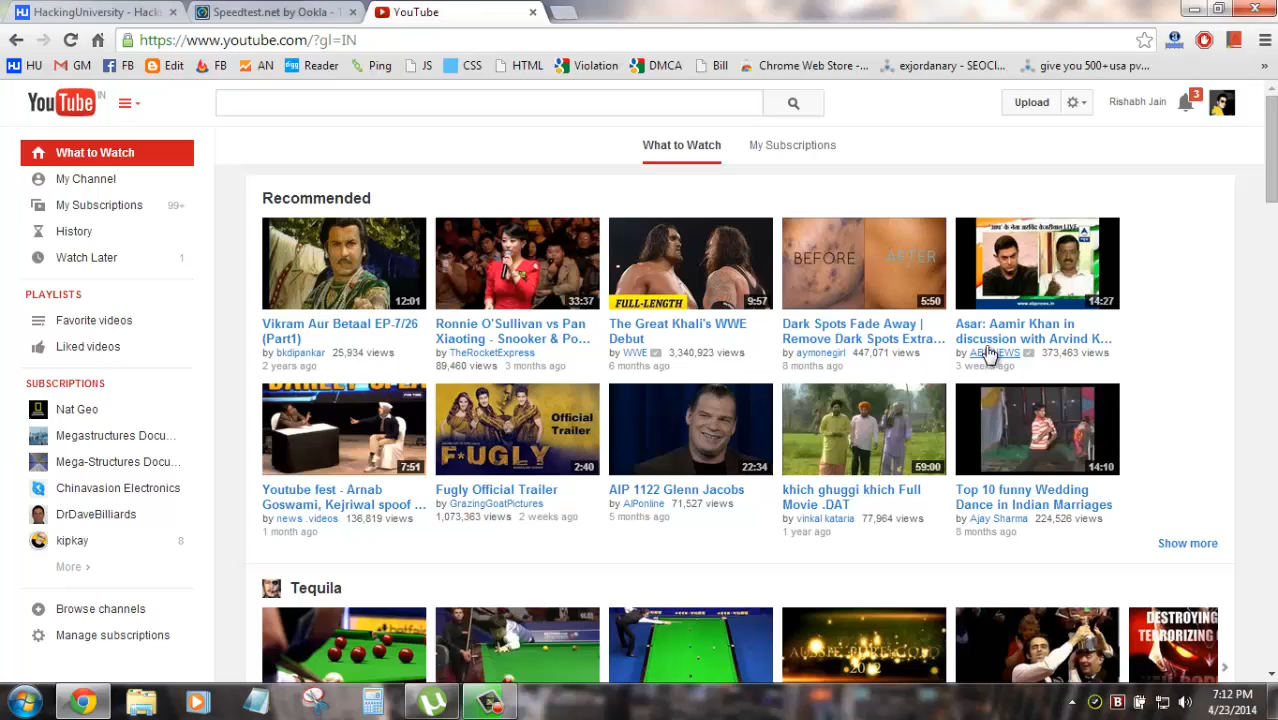 HackingUniversity - Hacks
Speedtest.net by Ookla - T
YouTube
https://www.youtube.com/?gl=IN
HU GM FB Edit FB AN Reader Ping JS CSS HTML Violation DMCA Bill Chrome Web Store -... exjordanary - SEOCl... give you 500+usa pv... »
YouTube IN
Upload
Rishabh Jain
3
What to Watch
My Subscriptions
What to Watch
My Channel
My Subscriptions 99+
History
Watch Later 1
PLAYLISTS
Favorite videos
Liked videos
SUBSCRIPTIONS
Nat Geo
Megastructures Docu...
Mega-Structures Docu...
Chinavasion Electronics
DrDaveBilliards
kipkay 8
More ›
Browse channels
Manage subscriptions
Recommended
12:01
Vikram Aur Betaal EP-7/26
(Part1)
by bkdipankar 25,934 views
2 years ago
33:37
Ronnie O'Sullivan vs Pan
Xiaoting - Snooker & Po...
by TheRocketExpress
89,460 views 3 months ago
FULL-LENGTH
9:57
The Great Khali's WWE
Debut
by WWE 3,340,923 views
6 months ago
BEFORE
AFTER
5:50
Dark Spots Fade Away |
Remove Dark Spots Extra...
by aymonegirl 447,071 views
8 months ago
LIVE
14:27
Asar: Aamir Khan in
discussion with Arvind K...
by NEWS 373,463 views
3 weeks ago
7:51
Youtube fest - Arnab
Goswami, Kejriwal spoof ...
by news .videos 136,819 views
1 month ago
Official
Trailer
F*UGLY
2:40
Fugly Official Trailer
by GrazingGoatPictures
1,073,363 views 2 weeks ago
22:34
AIP 1122 Glenn Jacobs
by AIPonline 71,527 views
5 months ago
59:00
khich ghuggi khich Full
Movie .DAT
by vinkal kataria 77,964 views
1 year ago
14:10
Top 10 funny Wedding
Dance in Indian Marriages
by Ajay Sharma 224,526 views
8 months ago
Show more
Tequila
2012
DESTROYING
TERRORIZING
7:12 PM
4/23/2014